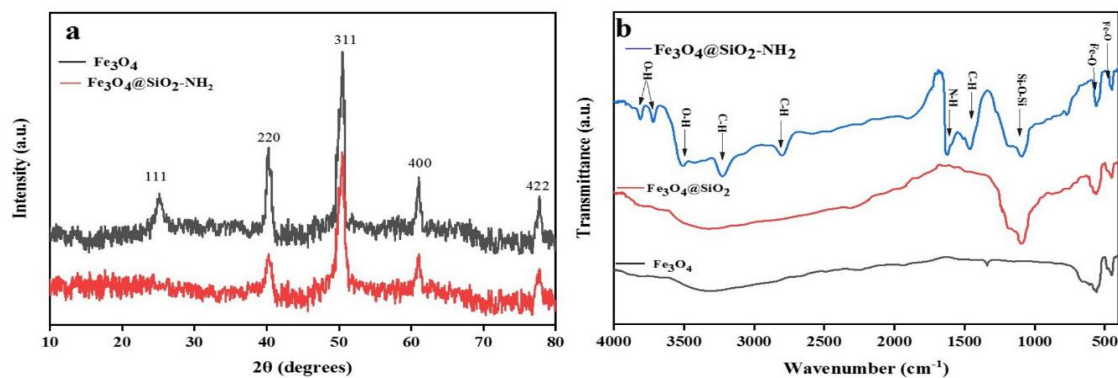 a
Fe₃O₄
Fe₃O₄@SiO₂-NH₂
111
220
311
400
422
Intensity (a.u.)
10 20 30 40 50 60 70 80
2θ (degrees)
b
Fe₃O₄@SiO₂-NH₂
O-H
O-H
C-H
C-H
N-H
C-H
Si-O-Si
Fe-O
Fe-O
Fe₃O₄@SiO₂
Fe₃O₄
Transmittance (a.u.)
4000 3500 3000 2500 2000 1500 1000 500
Wavenumber (cm⁻¹)